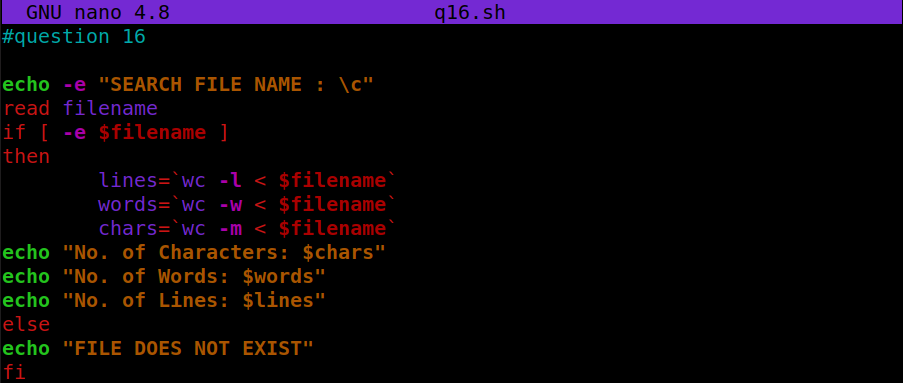 GNU nano 4.8 q16.sh
#question 16
echo -e "SEARCH FILE NAME : \c"
read filename
if [ -e $filename ]
then
lines=`wc -l < $filename`
words=`wc -w < $filename`
chars=`wc -m < $filename`
echo "No. of Characters: $chars"
echo "No. of Words: $words"
echo "No. of Lines: $lines"
else
echo "FILE DOES NOT EXIST"
fi